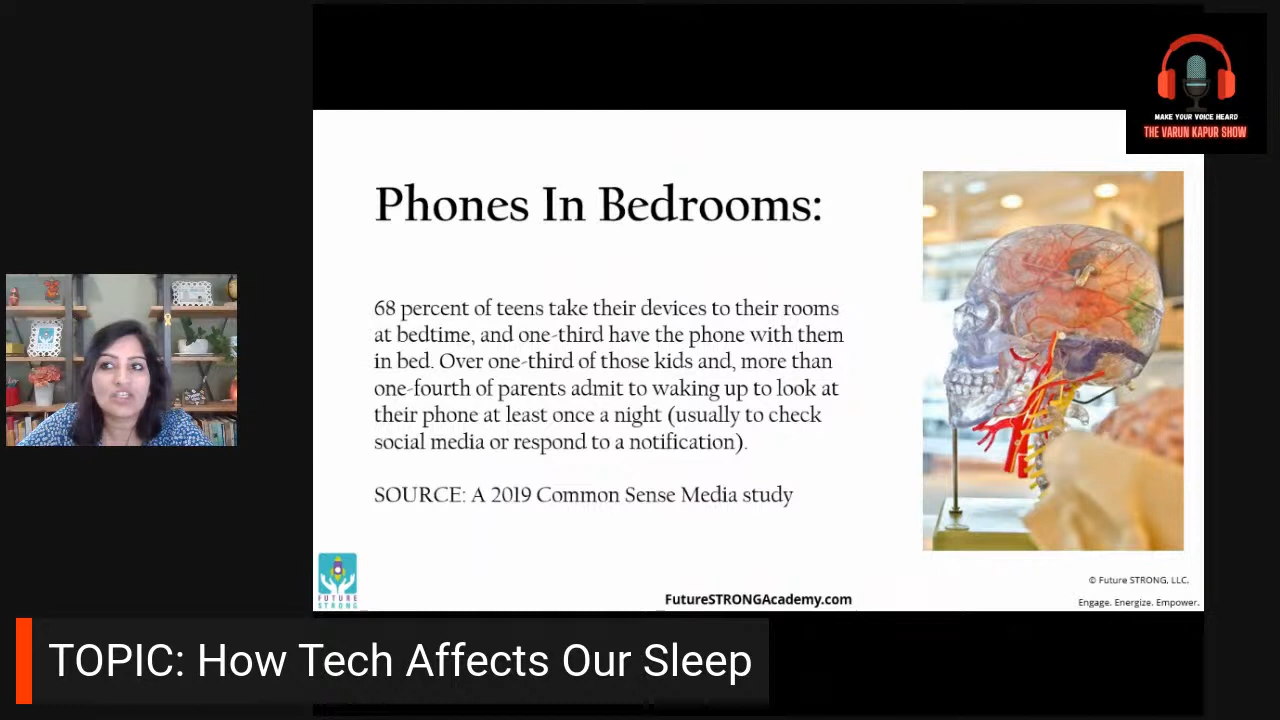 MAKE YOUR VOICE HEARD
THE VARUN KAPUR SHOW
Phones In Bedrooms:
68 percent of teens take their devices to their rooms
at bedtime, and one-third have the phone with them
in bed. Over one-third of those kids and, more than
one-fourth of parents admit to waking up to look at
their phone at least once a night (usually to check
social media or respond to a notification).
SOURCE: A 2019 Common Sense Media study
FUTURE
STRONG
FutureSTRONGAcademy.com
© Future STRONG, LLC.
Engage. Energize. Empower.
TOPIC: How Tech Affects Our Sleep